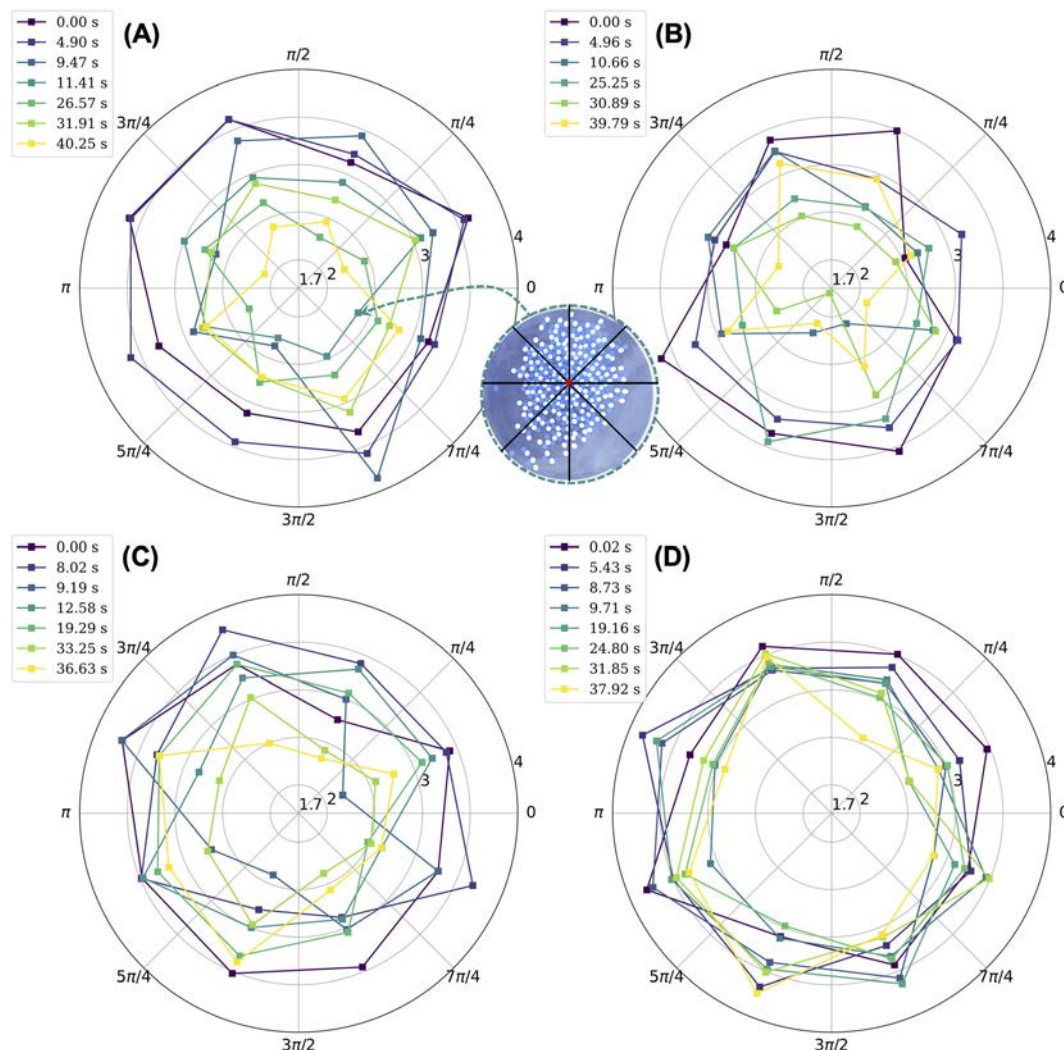 0.00 s
4.90 s
9.47 s
11.41 s
26.57 s
31.91 s
40.25 s
(A)
π/2
3π/4
π/4
4
3
π
1.7 2
0
5π/4
7π/4
3π/2
0.00 s
4.96 s
10.66 s
25.25 s
30.89 s
39.79 s
(B)
π/2
3π/4
π/4
4
3
π
1.7 2
0
5π/4
7π/4
3π/2
0.00 s
8.02 s
9.19 s
12.58 s
19.29 s
33.25 s
36.63 s
(C)
π/2
3π/4
π/4
4
3
π
1.7 2
0
5π/4
7π/4
3π/2
0.02 s
5.43 s
8.73 s
9.71 s
19.16 s
24.80 s
31.85 s
37.92 s
(D)
π/2
3π/4
π/4
4
3
π
1.7 2
0
5π/4
7π/4
3π/2